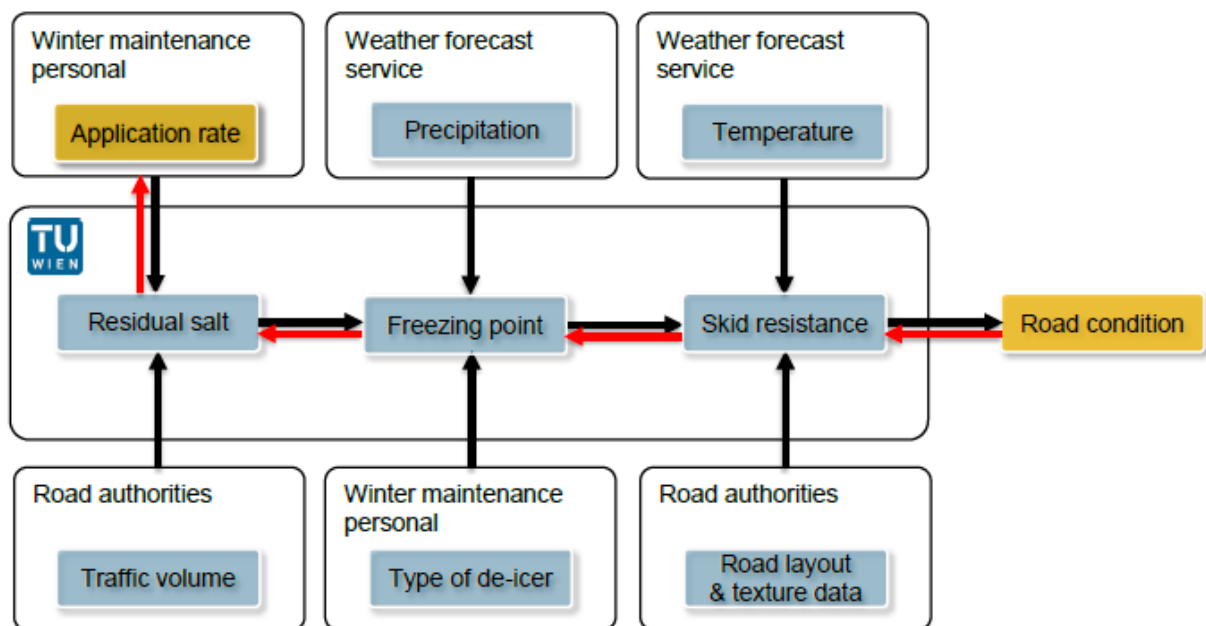 Winter maintenance
personal
Application rate
Weather forecast
service
Precipitation
Weather forecast
service
Temperature
TU
WIEN
Residual salt
Freezing point
Skid resistance
Road condition
Road authorities
Traffic volume
Winter maintenance
personal
Type of de-icer
Road authorities
Road layout
& texture data